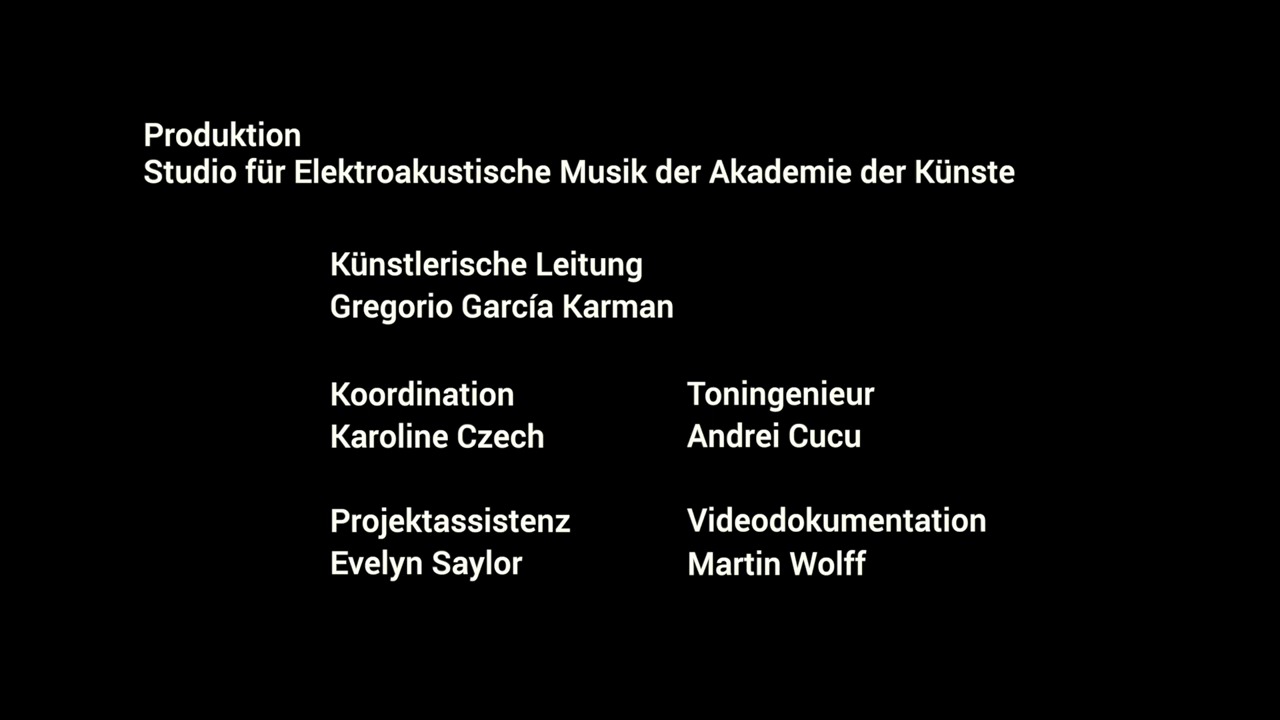 Produktion
Studio für Elektroakustische Musik der Akademie der Künste
Künstlerische Leitung
Gregorio García Karman
Koordination
Karoline Czech
Toningenieur
Andrei Cucu
Projektassistenz
Evelyn Saylor
Videodokumentation
Martin Wolff